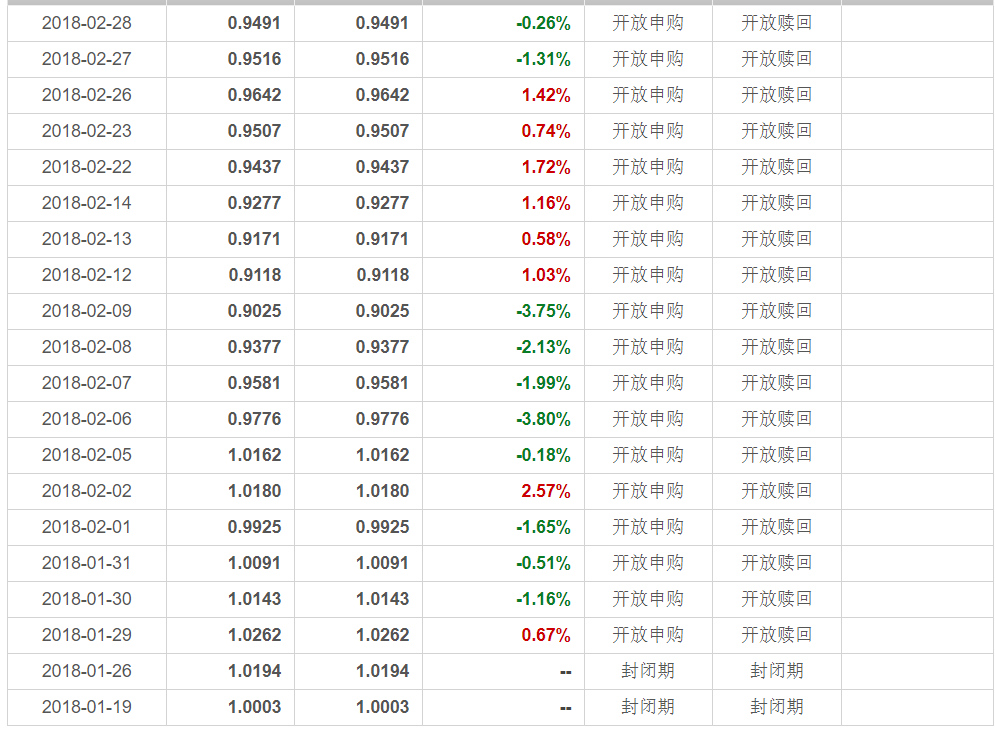 2018-02-28 0.9491 0.9491 -0.26% 开放申购 开放赎回
2018-02-27 0.9516 0.9516 -1.31% 开放申购 开放赎回
2018-02-26 0.9642 0.9642 1.42% 开放申购 开放赎回
2018-02-23 0.9507 0.9507 0.74% 开放申购 开放赎回
2018-02-22 0.9437 0.9437 1.72% 开放申购 开放赎回
2018-02-14 0.9277 0.9277 1.16% 开放申购 开放赎回
2018-02-13 0.9171 0.9171 0.58% 开放申购 开放赎回
2018-02-12 0.9118 0.9118 1.03% 开放申购 开放赎回
2018-02-09 0.9025 0.9025 -3.75% 开放申购 开放赎回
2018-02-08 0.9377 0.9377 -2.13% 开放申购 开放赎回
2018-02-07 0.9581 0.9581 -1.99% 开放申购 开放赎回
2018-02-06 0.9776 0.9776 -3.80% 开放申购 开放赎回
2018-02-05 1.0162 1.0162 -0.18% 开放申购 开放赎回
2018-02-02 1.0180 1.0180 2.57% 开放申购 开放赎回
2018-02-01 0.9925 0.9925 -1.65% 开放申购 开放赎回
2018-01-31 1.0091 1.0091 -0.51% 开放申购 开放赎回
2018-01-30 1.0143 1.0143 -1.16% 开放申购 开放赎回
2018-01-29 1.0262 1.0262 0.67% 开放申购 开放赎回
2018-01-26 1.0194 1.0194 -- 封闭期 封闭期
2018-01-19 1.0003 1.0003 -- 封闭期 封闭期